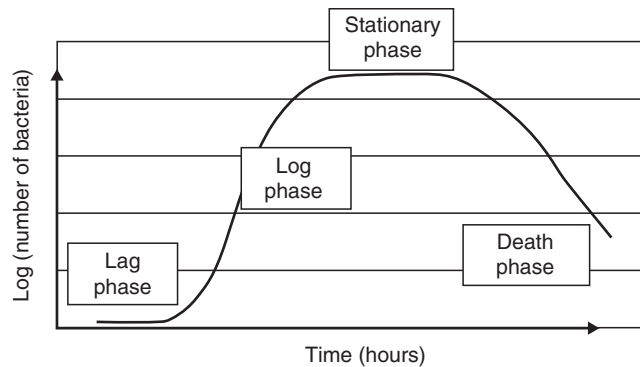 Stationary
phase
Log (number of bacteria)
Log
phase
Lag
phase
Death
phase
Time (hours)